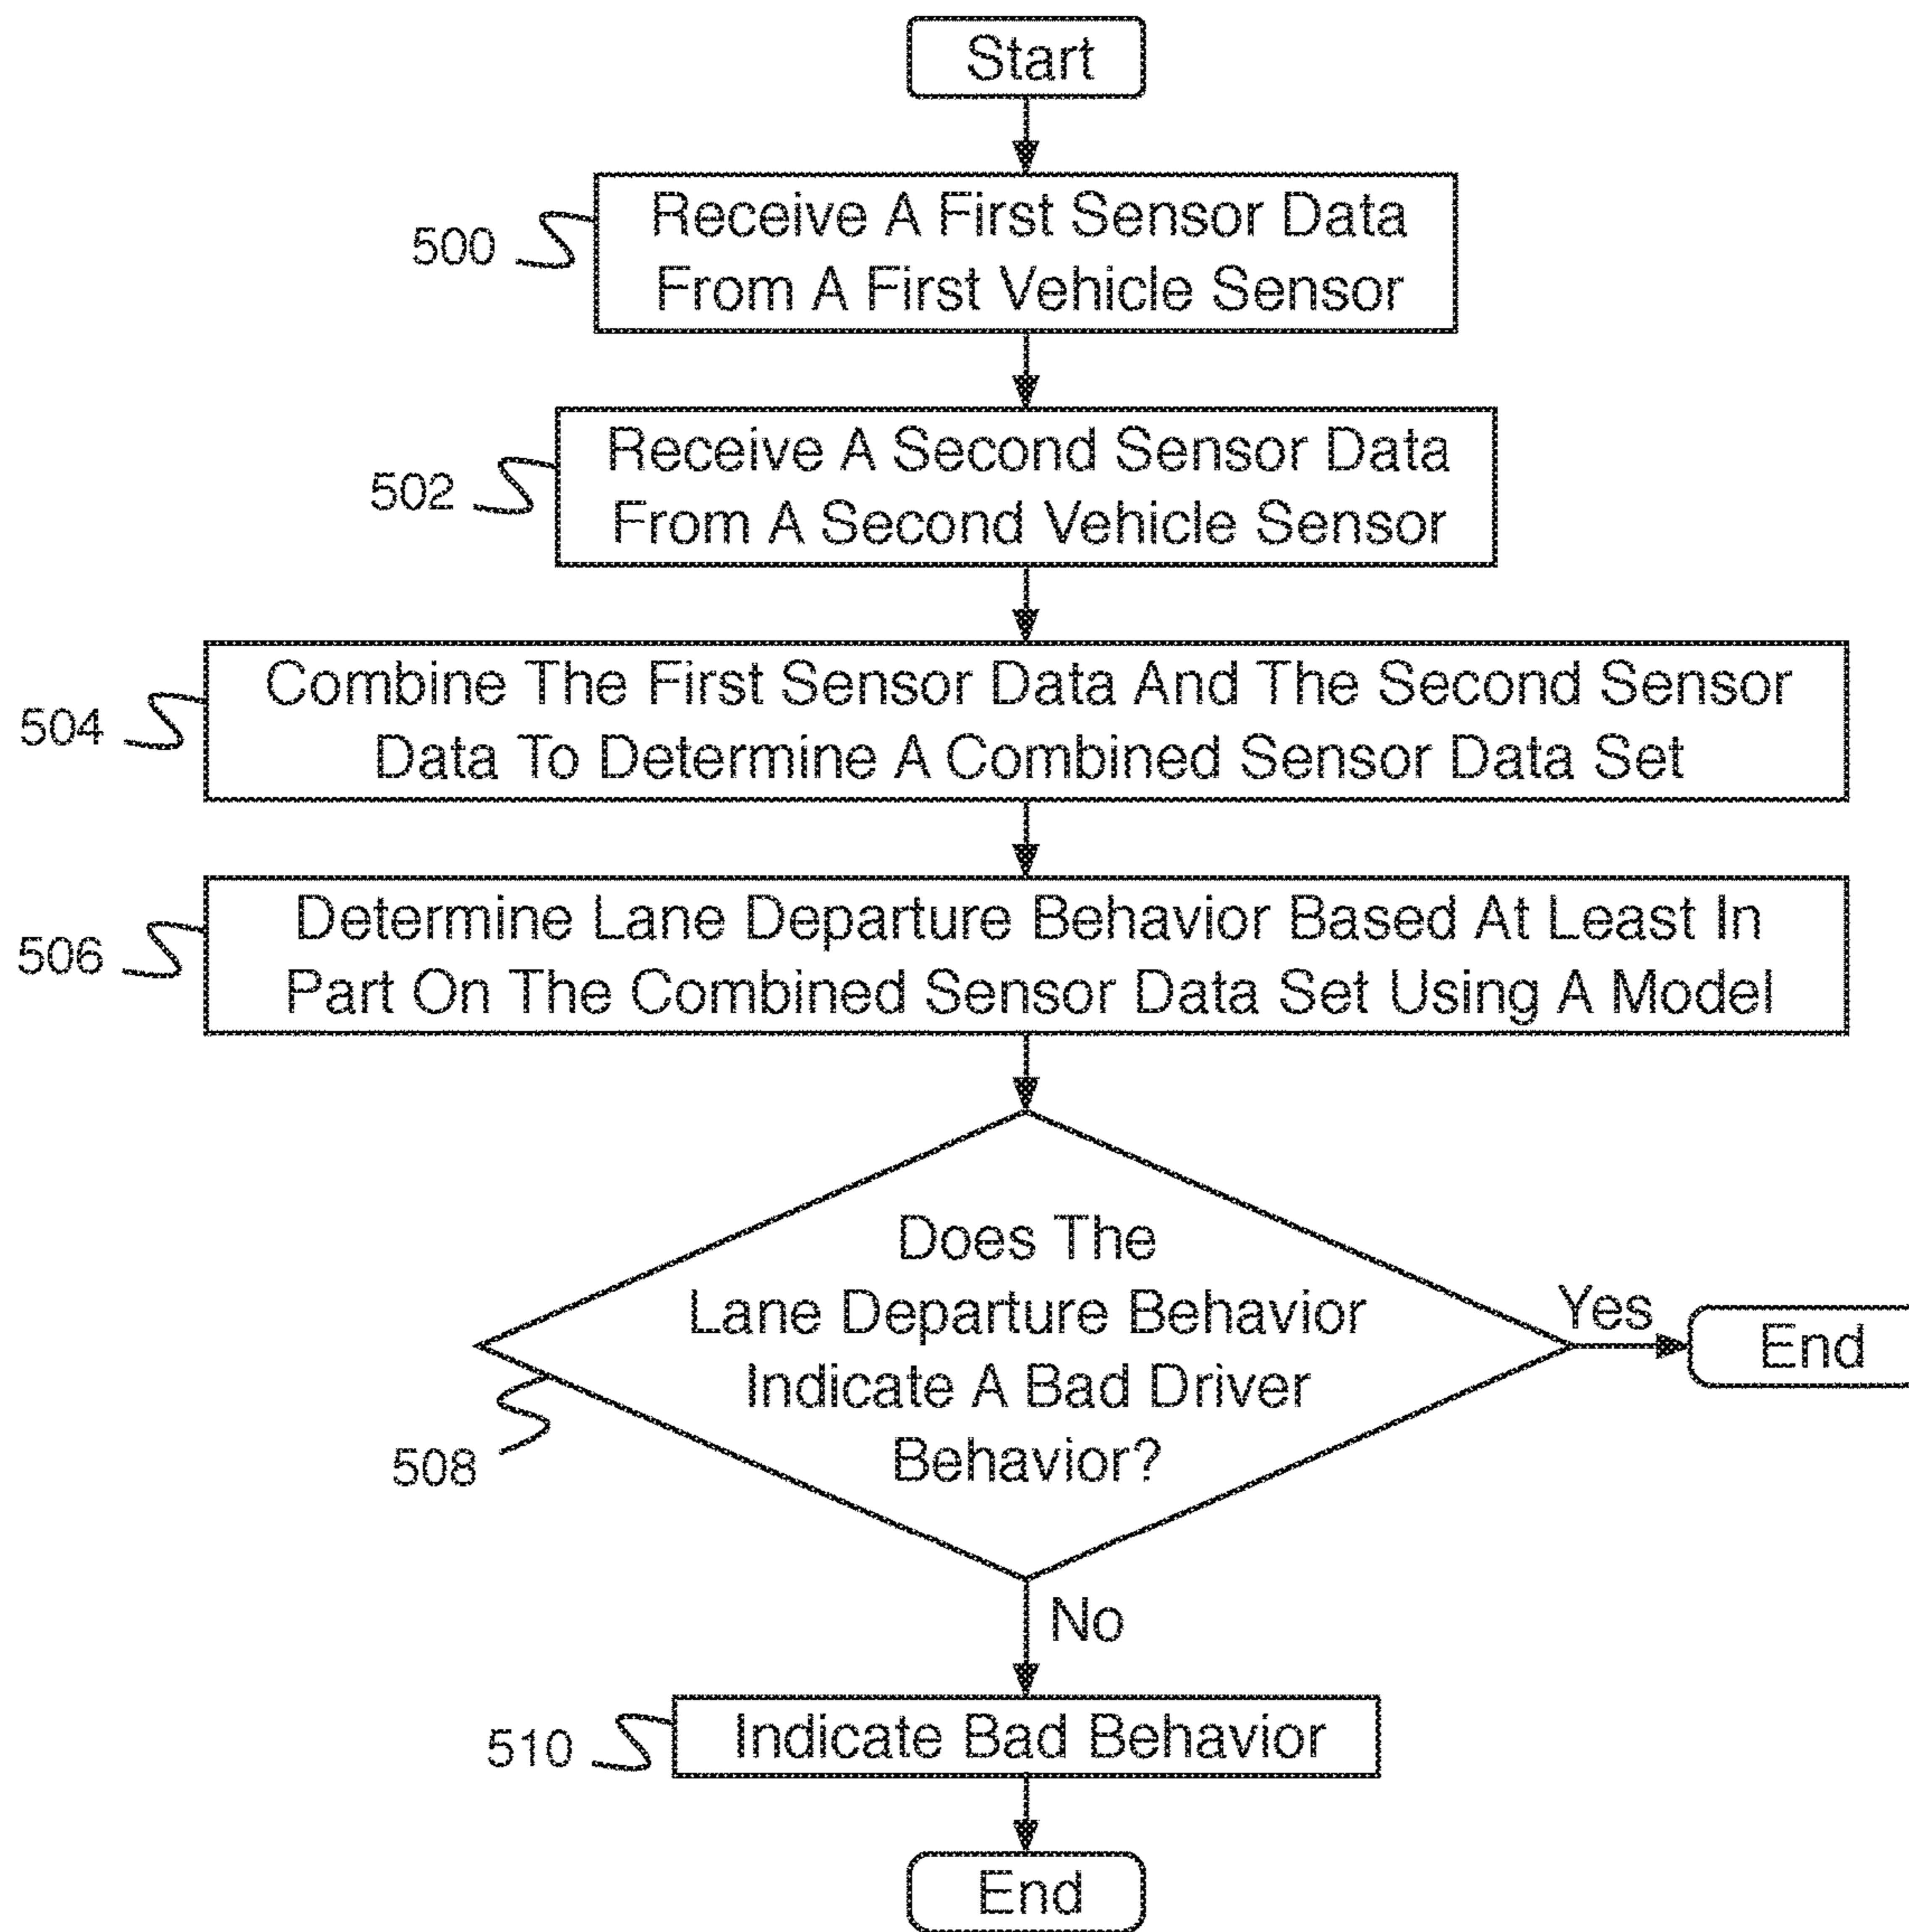 Start
500
Receive A First Sensor Data
From A First Vehicle Sensor
502
Receive A Second Sensor Data
From A Second Vehicle Sensor
504
Combine The First Sensor Data And The Second Sensor
Data To Determine A Combined Sensor Data Set
506
Determine Lane Departure Behavior Based At Least In
Part On The Combined Sensor Data Set Using A Model
Does The
Lane Departure Behavior
Indicate A Bad Driver
Behavior?
508
Yes
End
No
510
Indicate Bad Behavior
End